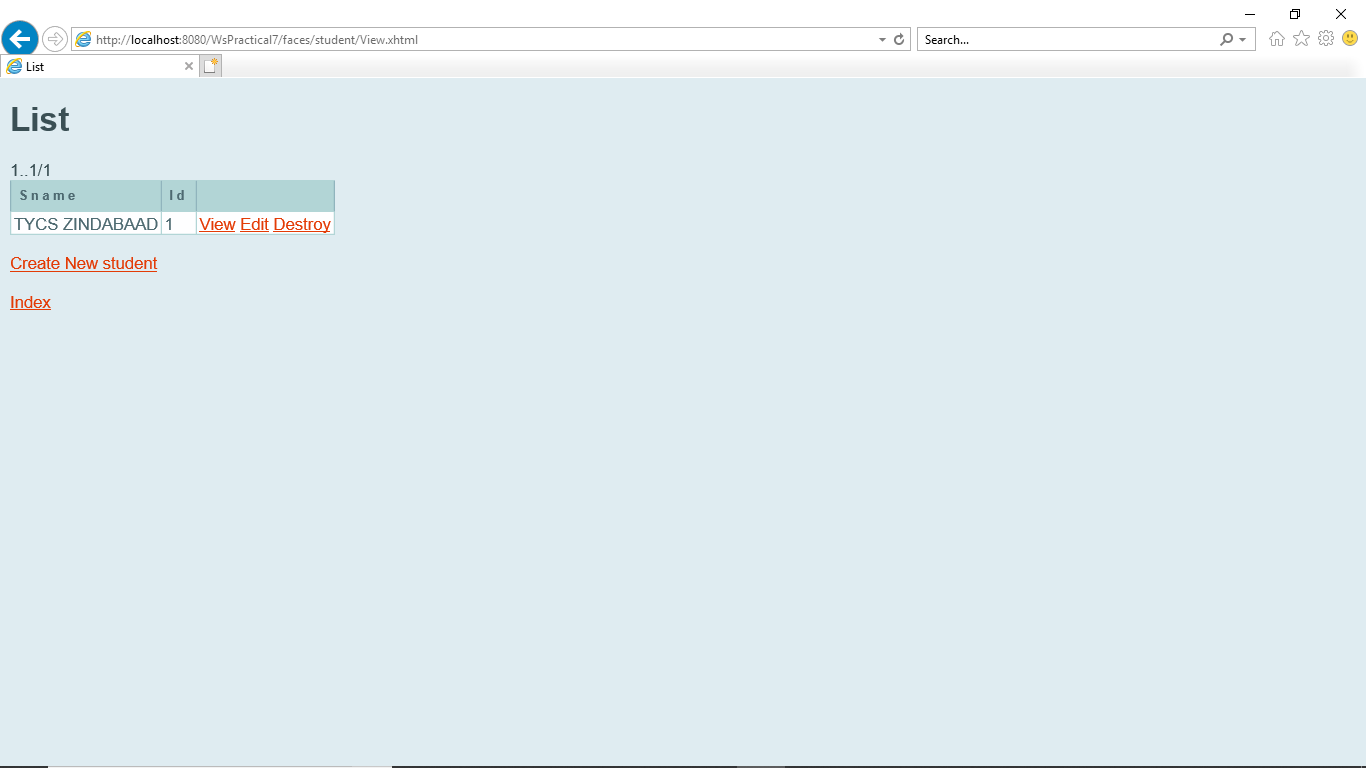 http://localhost:8080/WsPractical7/faces/student/View.xhtml
Search...
List
List
1..1/1
Sname Id
TYCS ZINDABAAD 1 View Edit Destroy
Create New student
Index